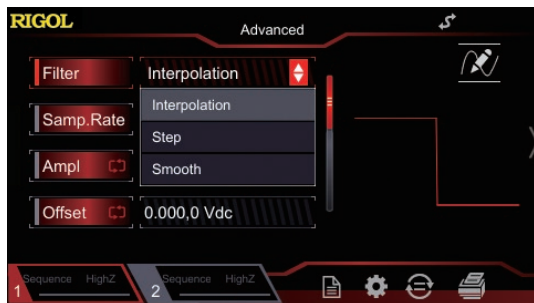 RIGOL
Advanced
Filter
Interpolation
Interpolation
Samp.Rate
Step
Ampl
Smooth
Offset
0.000,0 Vdc
Sequence HighZ
1
Sequence HighZ
2